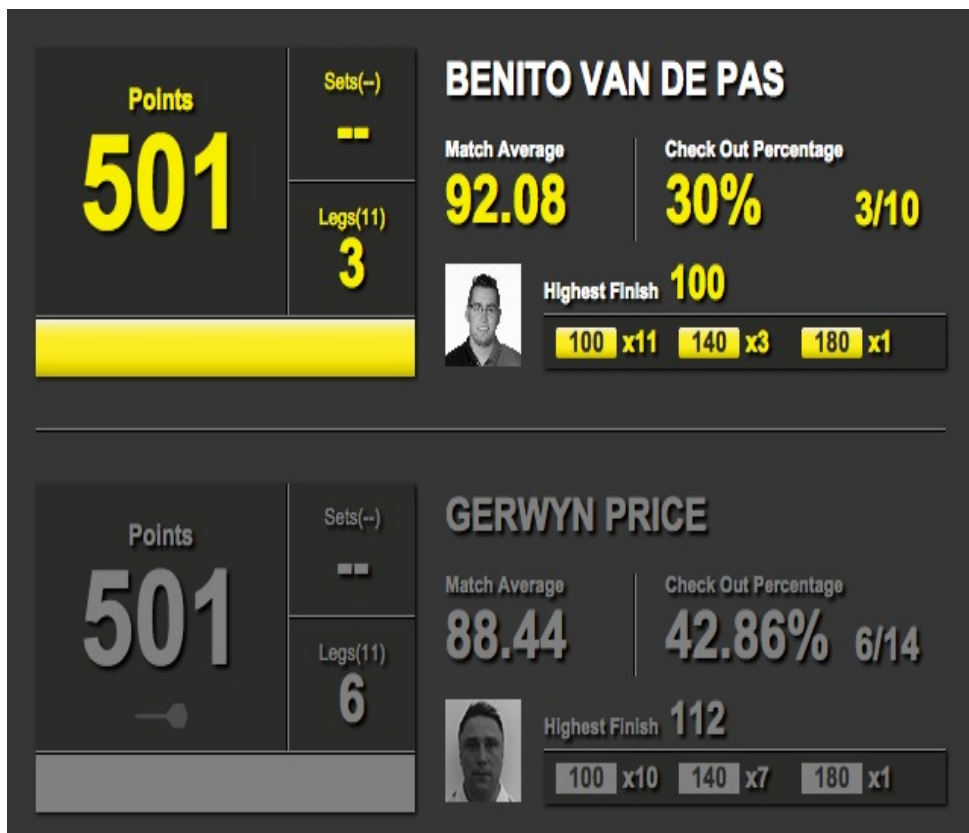 Points
501
Sets(--)
--
Legs(11)
3
BENITO VAN DE PAS
Match Average
92.08
Check Out Percentage
30% 3/10
Highest Finish 100
100 x11 140 x3 180 x1
Points
501
Sets(--)
--
Legs(11)
6
GERWYN PRICE
Match Average
88.44
Check Out Percentage
42.86% 6/14
Highest Finish 112
100 x10 140 x7 180 x1